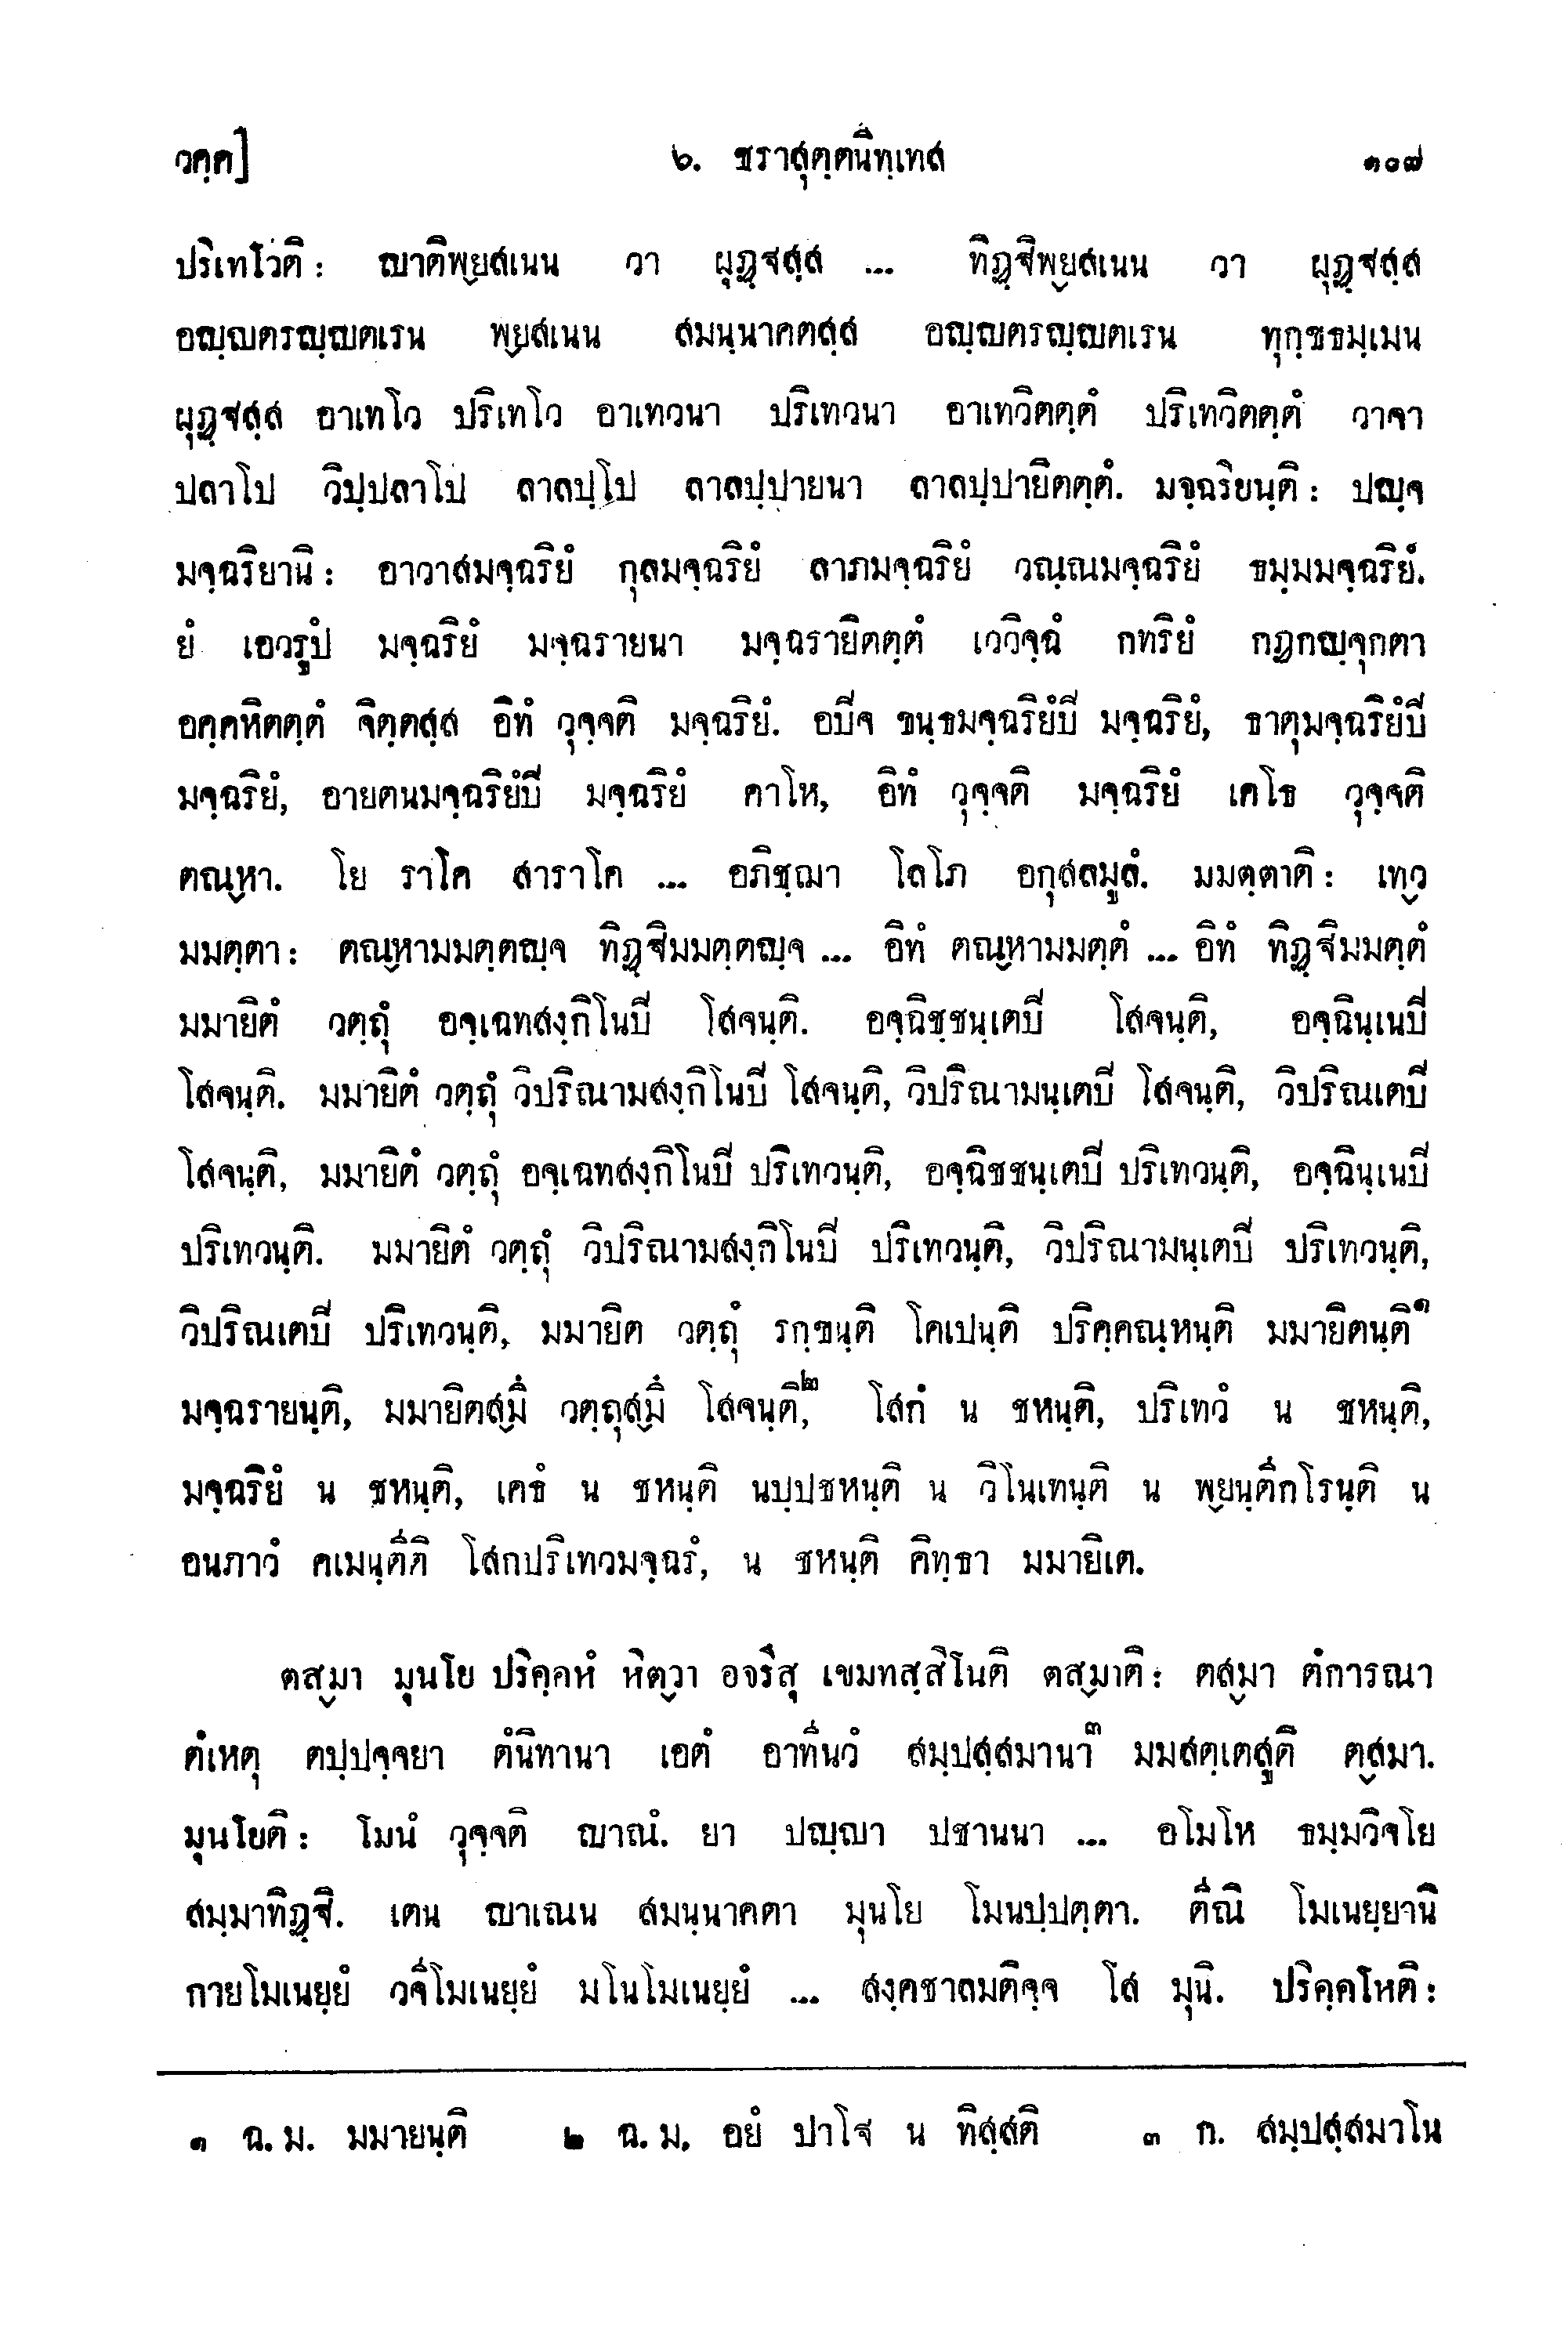 วคฺค]	๖. ชราสุตฺตนิทฺเทส	๑๐๗
ปริเทโวติ: ญาติพฺยสเนน วา ผุฏฺฐสฺส ... ทิฏฺฐิพฺยสเนน วา ผุฏฺฐสฺส
อญฺญตรญฺญตเรน พฺยสเนน สมนฺนาคตสฺส อญฺญตรญฺญตเรน ทุกฺขธมฺเมน
ผุฏฺฐสฺส อาเทโว ปริเทโว อาเทวนา ปริเทวนา อาเทวิตตฺตํ ปริเทวิตตฺตํ วาจา
ปลาโป วิปฺปลาโป ลาลปฺโป ลาลปฺปายนา ลาลปฺปายิตตฺตํ. มจฺฉริยนฺติ: ปญฺจ
มจฺฉริยานิ: อาวาสมจฺฉริยํ กุลมจฺฉริยํ ลาภมจฺฉริยํ วณฺณมจฺฉริยํ ธมฺมมจฺฉริยํ.
ยํ เอวรูปํ มจฺฉริยํ มจฺฉรายนา มจฺฉรายิตตฺตํ เววิจฺฉํ กทริยํ กฏกญฺจุกตา
อคฺคหิตตฺตํ จิตฺตสฺส อิทํ วุจฺจติ มจฺฉริยํ. อปิจ ขนฺธมจฺฉริยํปิ มจฺฉริยํ, ธาตุมจฺฉริยํปิ
มจฺฉริยํ, อายตนมจฺฉริยํปิ มจฺฉริยํ คาโห, อิทํ วุจฺจติ มจฺฉริยํ เคโธ วุจฺจติ
ตณฺหา. โย ราโค สาราโค ... อภิชฺฌา โลโภ อกุสลมูลํ. มมตฺตาติ: เทฺว
มมตฺตา: ตณฺหามมตฺตญฺจ ทิฏฺฐิมมตฺตญฺจ ... อิทํ ตณฺหามมตฺตํ ... อิทํ ทิฏฺฐิมมตฺตํ
มมายิตํ วตฺถุํ อจฺเฉทสงฺกิโนปิ โสจนฺติ. อจฺฉิชฺชนฺเตปิ โสจนฺติ, อจฺฉินฺเนปิ
โสจนฺติ. มมายิตํ วตฺถุํ วิปริณามสงฺกิโนปิ โสจนฺติ, วิปริณามนฺเตปิ โสจนฺติ, วิปริณเตปิ
โสจนฺติ, มมายิตํ วตฺถุํ อจฺเฉทสงฺกิโนปิ ปริเทวนฺติ, อจฺฉิชชนฺเตปิ ปริเทวนฺติ, อจฺฉินฺเนปิ
ปริเทวนฺติ. มมายิตํ วตฺถุํ วิปริณามสงฺกิโนปิ ปริเทวนฺติ, วิปริณามนฺเตปิ ปริเทวนฺติ,
วิปริณเตปิ ปริเทวนฺติ, มมายิต วตฺถุํ รกฺขนฺติ โคเปนฺติ ปริคฺคณฺหนฺติ มมายิตนฺติ๑
มจฺฉรายนฺติ, มมายิตสฺมึ วตฺถุสฺมึ โสจนฺติ,๒ โสกํ น ชหนฺติ, ปริเทวํ น ชหนฺติ,
มจฺฉริยํ น ชหนฺติ, เคธํ น ชหนฺติ นปฺปชหนฺติ น วิโนเทนฺติ น พฺยนฺตีกโรนฺติ น
อนภาวํ คเมนฺตีติ โสกปริเทวมจฺฉรํ, น ชหนฺติ คิทฺธา มมายิเต.
ตสฺมา มุนโย ปริคฺคหํ หิตฺวา อจรึสุ เขมทสฺสิโนติ ตสฺมาติ: ตสฺมา ตํการณา
ตํเหตุ ตปฺปจฺจยา ตํนิทานา เอตํ อาทีนวํ สมฺปสฺสมานา๓ มมสตฺเตสูติ ตฺสมา.
มุนโยติ: โมนํ วุจฺจติ ญาณํ. ยา ปญฺญา ปชานนา ... อโมโห ธมฺมวิจโย
สมฺมาทิฏฺฐิ. เตน ญาเณน สมนฺนาคตา มุนโย โมนปฺปตฺตา. ตีณิ โมเนยฺยานิ
กายโมเนยฺยํ วจีโมเนยฺยํ มโนโมเนยฺยํ ... สงฺคชาลมติจฺจ โส มุนิ. ปริคฺคโหติ:
๑ ฉ. ม. มมายนฺติ	๒ ฉ. ม. อยํ ปาโฐ น ทิสฺสติ	๓ ก. สมฺปสฺสมาโน